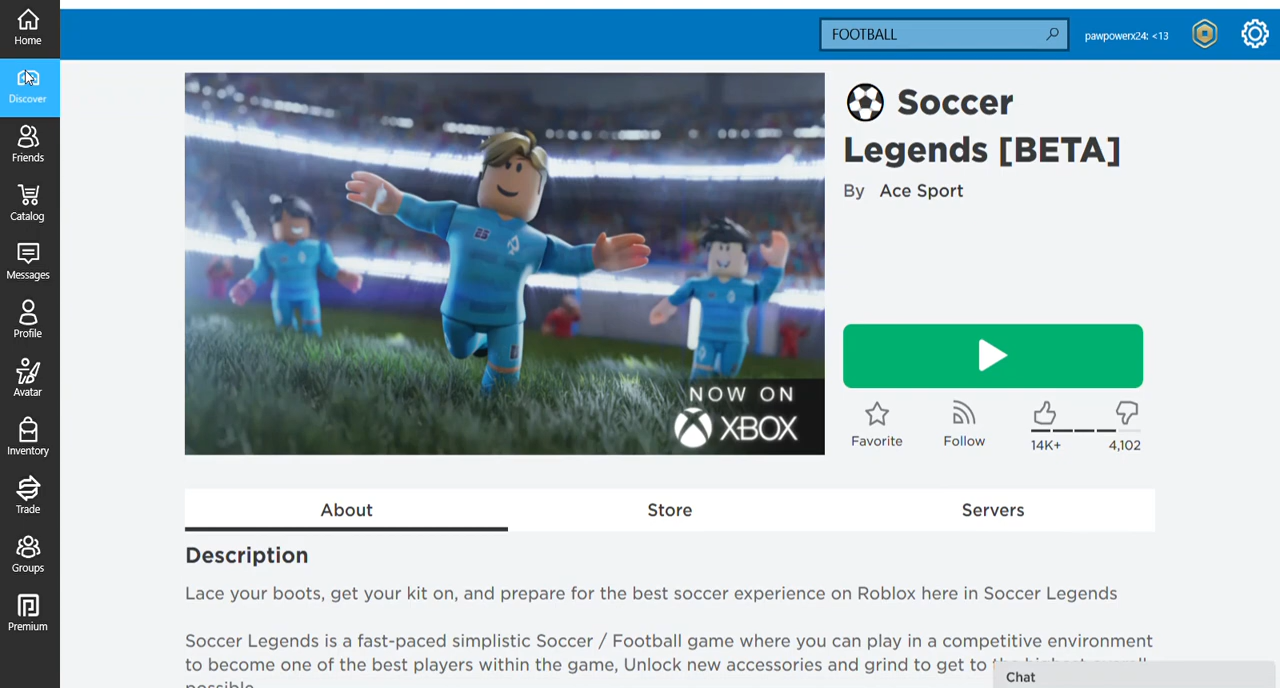 Home
Discover
Friends
Catalog
Messages
Profile
Avatar
Inventory
Trade
Groups
Premium
FOOTBALL
pawpowerx24: <13
NOW ON
XBOX
Soccer
Legends [BETA]
By Ace Sport
Favorite
Follow
14K+
4,102
About
Store
Servers
Description
Lace your boots, get your kit on, and prepare for the best soccer experience on Roblox here in Soccer Legends
Soccer Legends is a fast-paced simplistic Soccer / Football game where you can play in a competitive environment
to become one of the best players within the game, Unlock new accessories and grind to get to
Chat